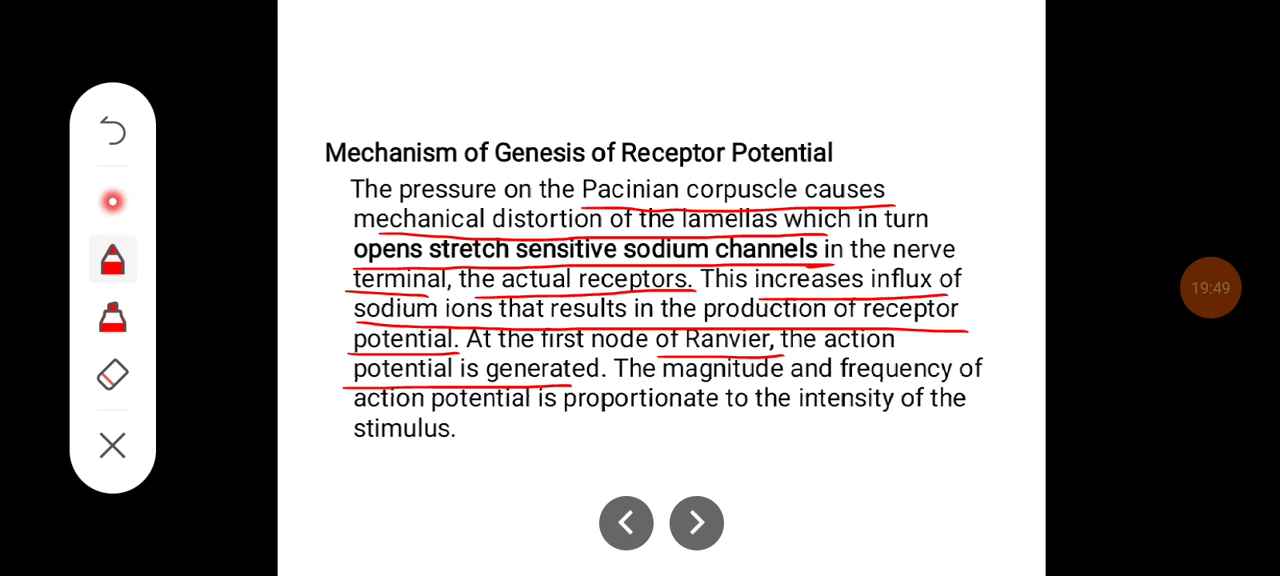 Mechanism of Genesis of Receptor Potential
The pressure on the Pacinian corpuscle causes
mechanical distortion of the lamellas which in turn
opens stretch sensitive sodium channels in the nerve
terminal, the actual receptors. This increases influx of
sodium ions that results in the production of receptor
potential. At the first node of Ranvier, the action
potential is generated. The magnitude and frequency of
action potential is proportionate to the intensity of the
stimulus.
19:49